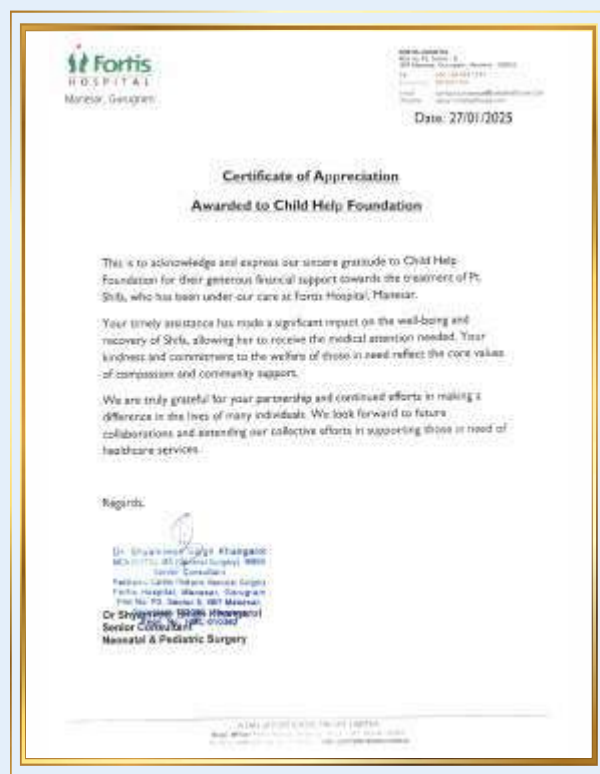 Fortis
HOSPITAL
Manesar, Gurugram
Date: 27/01/2025
Certificate of Appreciation
Awarded to Child Help Foundation
This is to acknowledge and express our sincere gratitude to Child Help
Foundation for their generous financial support towards the treatment of Pt.
Shifa, who has been under our care at Fortis Hospital, Manesar.
Your timely assistance has made a significant impact on the well-being and
recovery of Shifa, allowing her to receive the medical attention needed. Your
kindness and commitment to the welfare of those in need reflect the core values
of compassion and community support.
We are truly grateful for your partnership and continued efforts in making a
difference in the lives of many individuals. We look forward to future
collaborations and extending our collective efforts in supporting those in need of
healthcare services.
Regards,
Senior Consultant
Fortis Hospital, Manesar, Gurugram
Senior Consultant
Neonatal & Pediatric Surgery